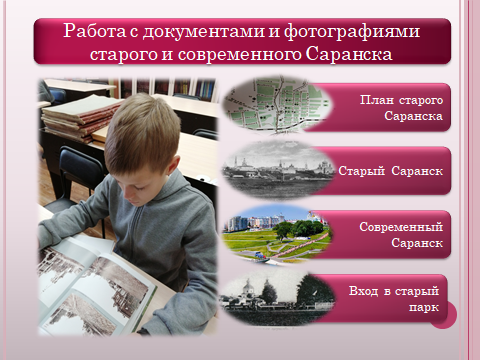 Работа с документами и фотографиями
старого и современного Саранска
План старого
Саранска
Старый Саранск
Современный
Саранск
Вход в старый
парк